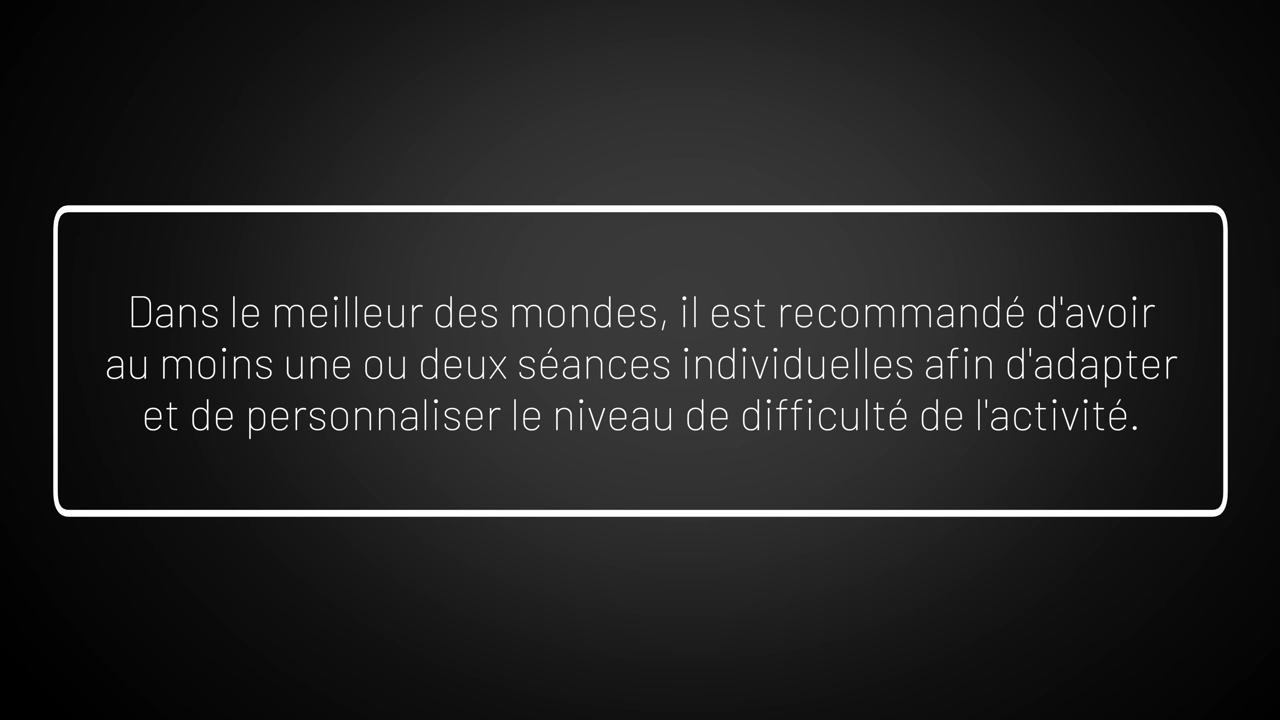 Dans le meilleur des mondes, il est recommandé d'avoir
au moins une ou deux séances individuelles afin d'adapter
et de personnaliser le niveau de difficulté de l'activité.